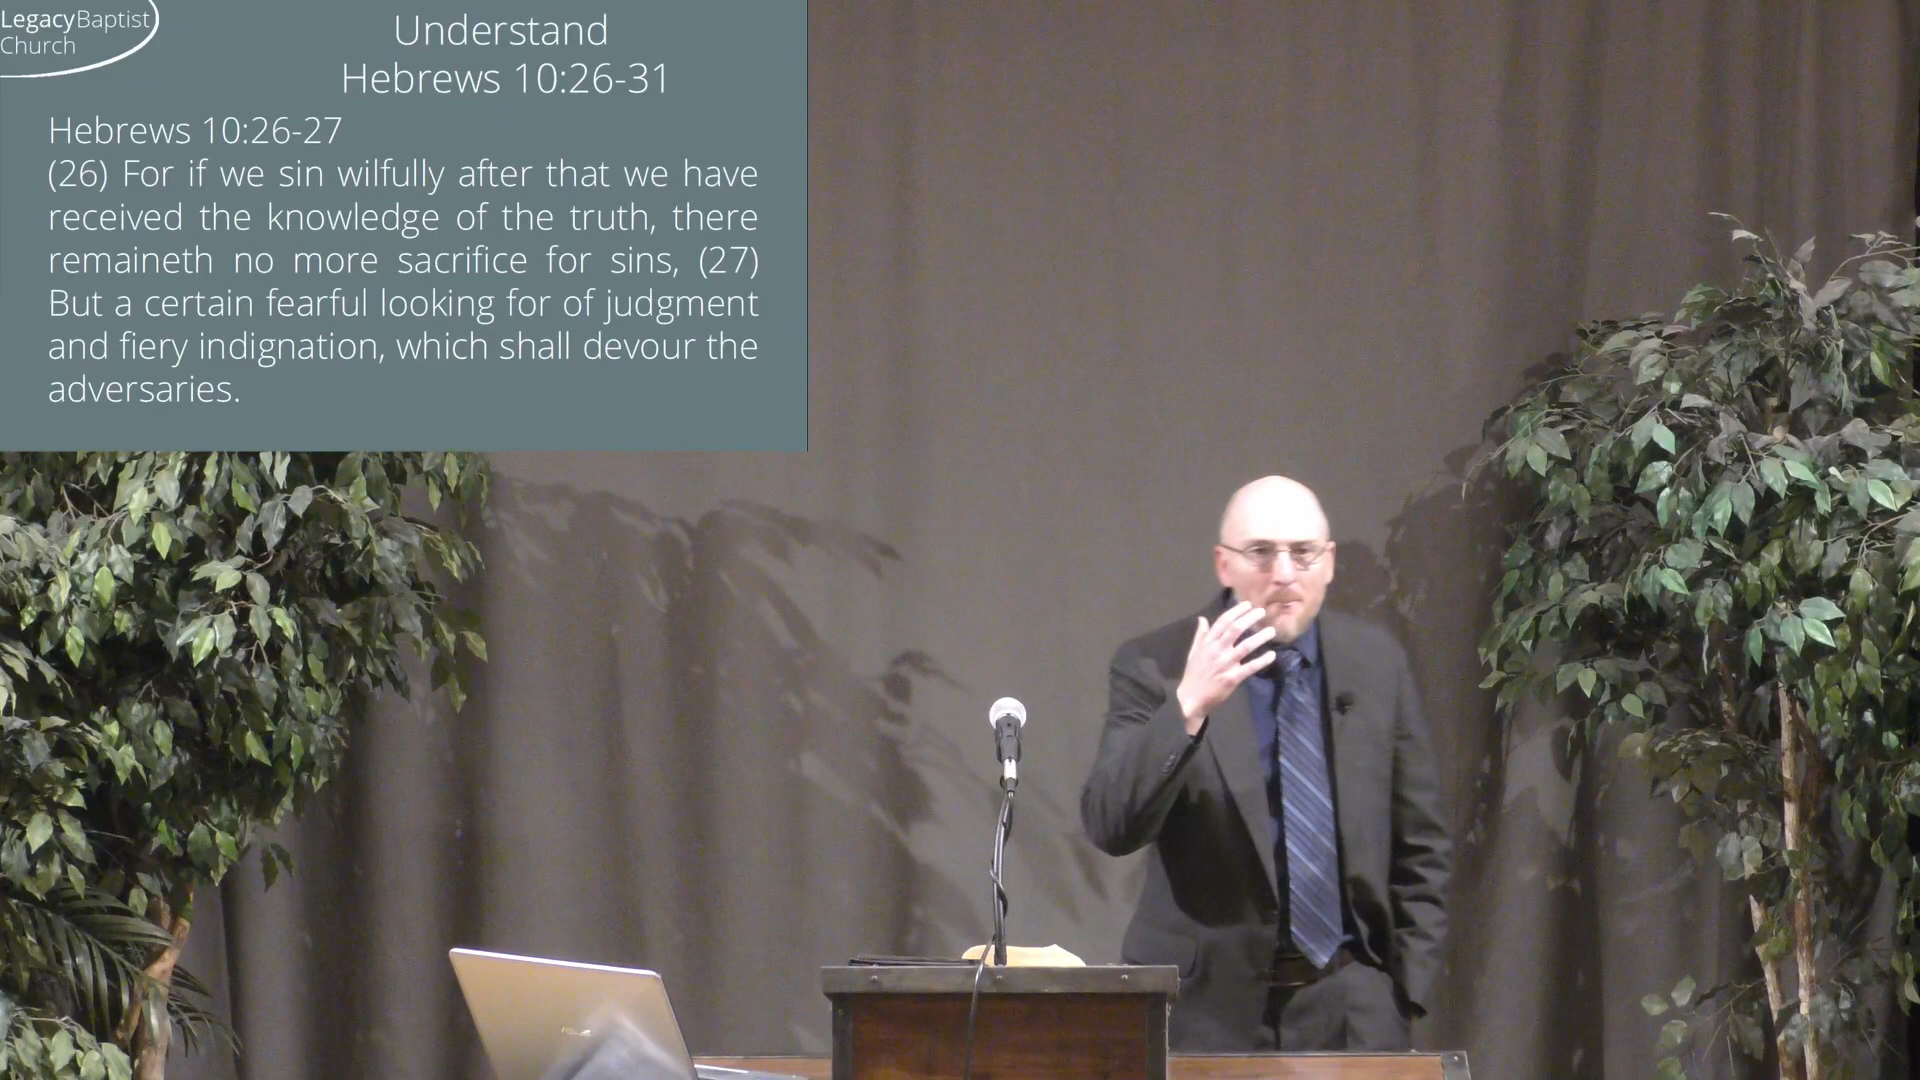 LegacyBaptist
Church
Understand
Hebrews 10:26-31
Hebrews 10:26-27
(26) For if we sin wilfully after that we have
received the knowledge of the truth, there
remaineth no more sacrifice for sins, (27)
But a certain fearful looking for of judgment
and fiery indignation, which shall devour the
adversaries.